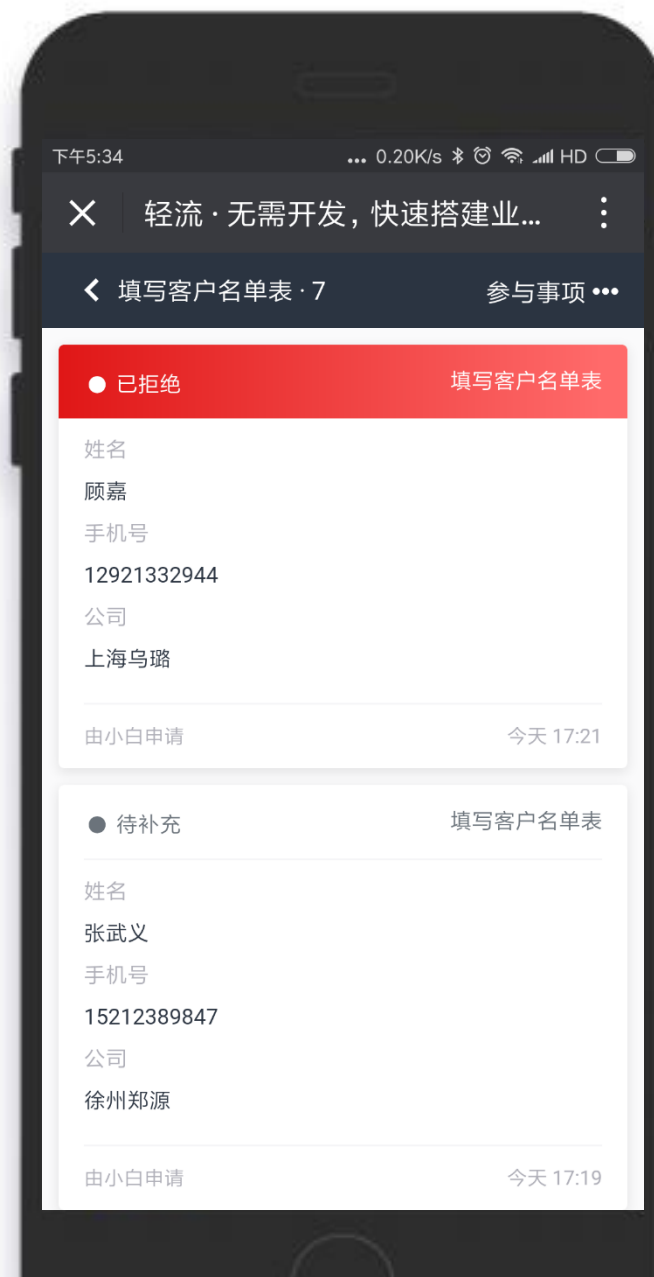 下午5:34 ... 0.20K/s HD
轻流 · 无需开发，快速搭建业...
填写客户名单表 · 7 参与事项 •••
已拒绝 填写客户名单表
姓名
顾嘉
手机号
12921332944
公司
上海乌璐
由小白申请 今天 17:21
待补充 填写客户名单表
姓名
张武义
手机号
15212389847
公司
徐州郑源
由小白申请 今天 17:19